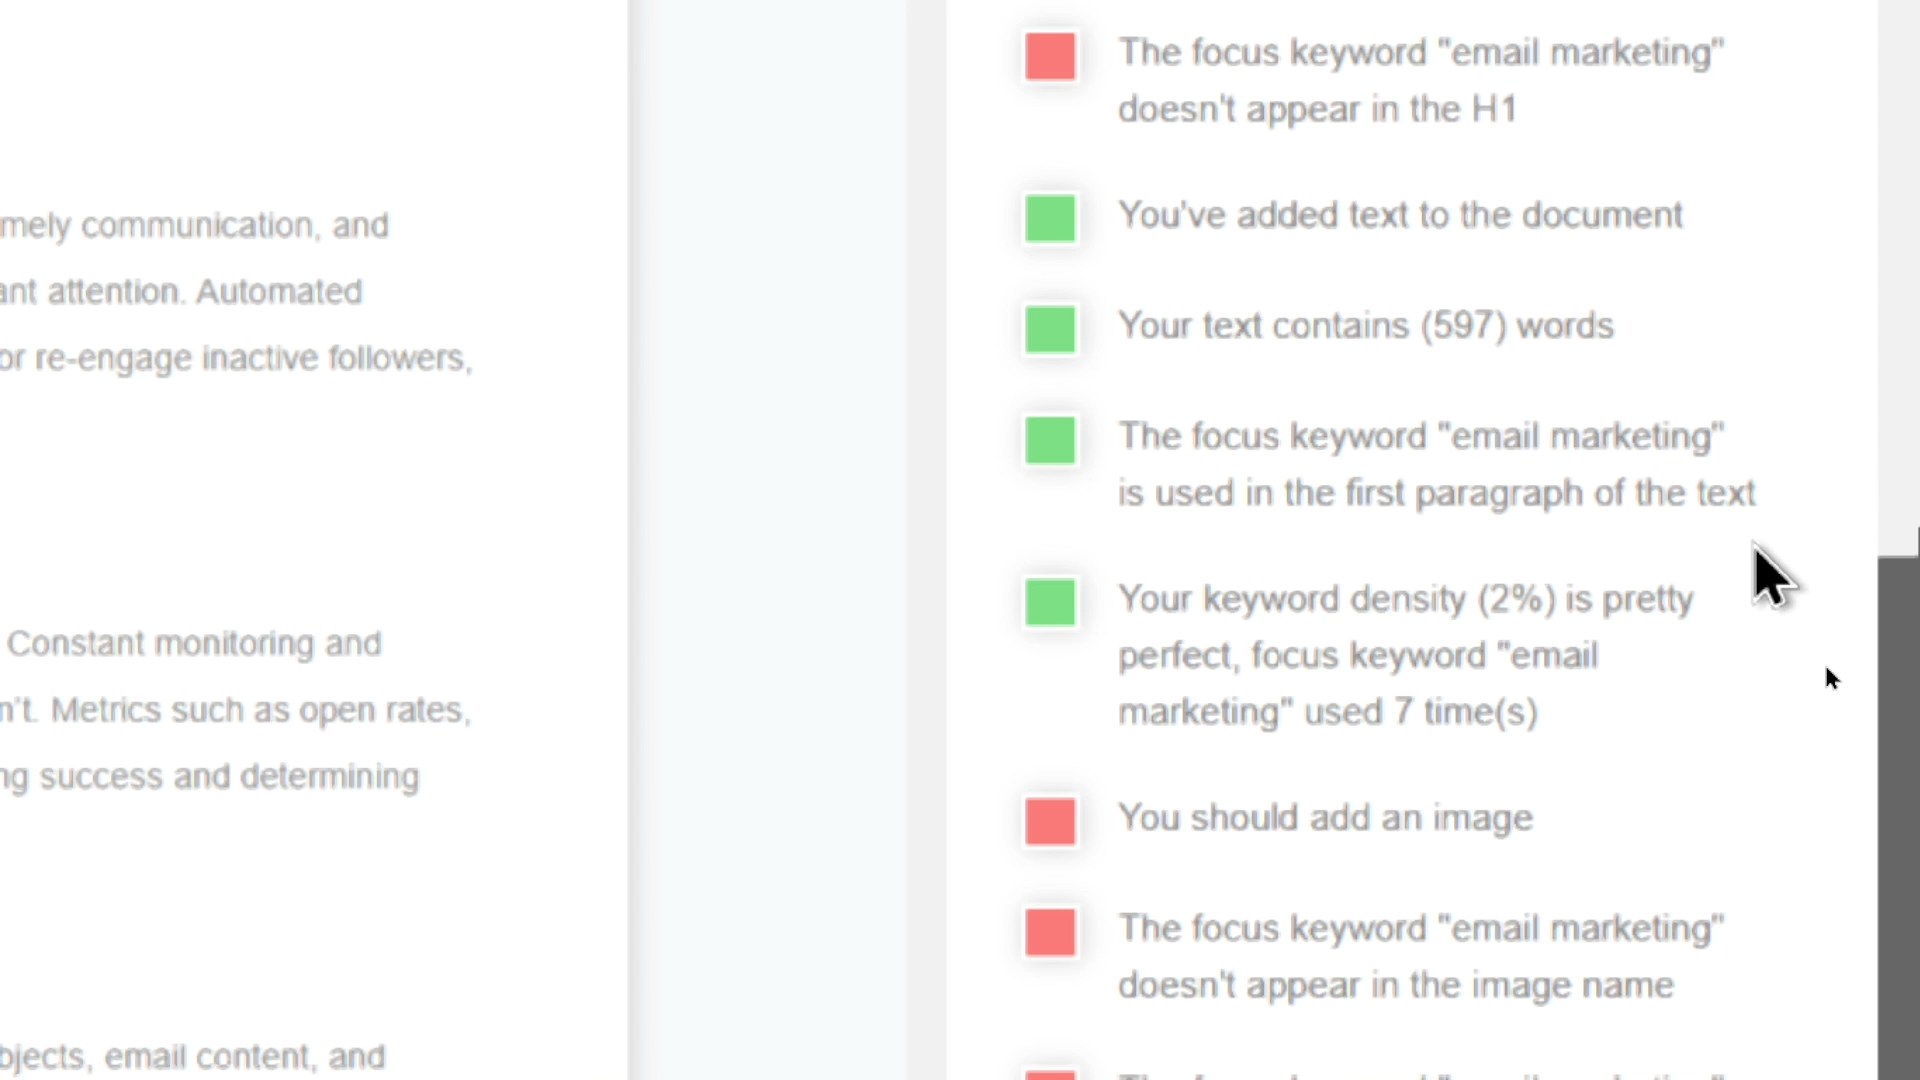 mely communication, and
ant attention. Automated
or re-engage inactive followers,
Constant monitoring and
n't. Metrics such as open rates,
ng success and determining
bjects, email content, and
The focus keyword "email marketing"
doesn't appear in the H1
You've added text to the document
Your text contains (597) words
The focus keyword "email marketing"
is used in the first paragraph of the text
Your keyword density (2%) is pretty
perfect, focus keyword "email
marketing" used 7 time(s)
You should add an image
The focus keyword "email marketing"
doesn't appear in the image name